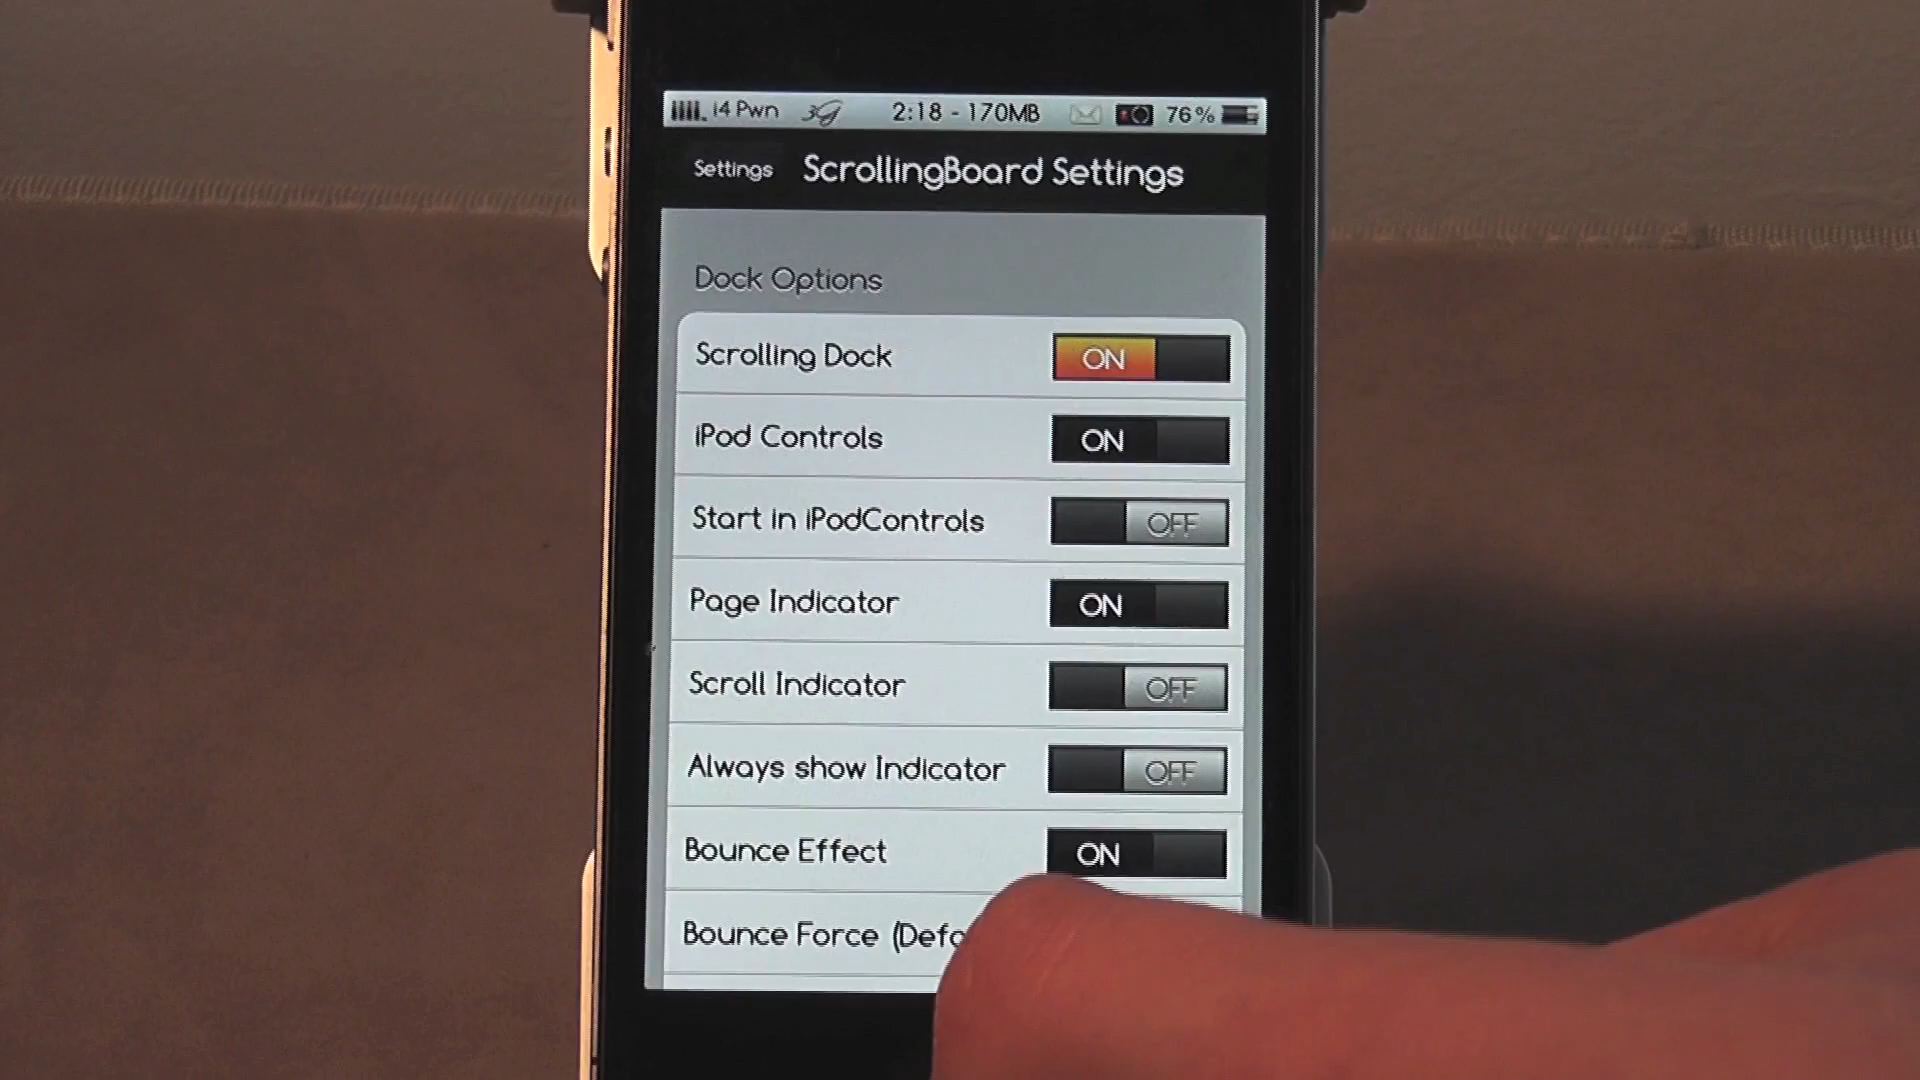 i4 Pwn 3G 2:18 - 170MB 76%
Settings ScrollingBoard Settings
Dock Options
Scrolling Dock ON
iPod Controls ON
Start in iPodControls OFF
Page Indicator ON
Scroll Indicator OFF
Always show Indicator OFF
Bounce Effect ON
Bounce Force